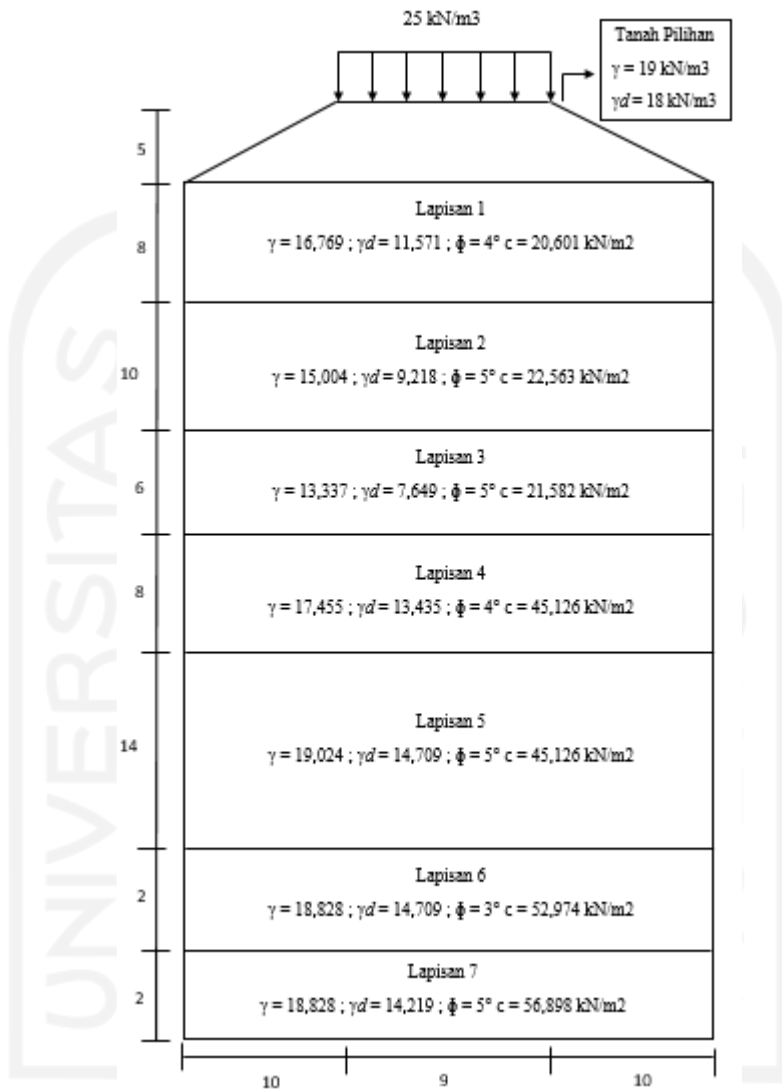 25 kN/m3
Tanah Pilihan
γ = 19 kN/m3
γd = 18 kN/m3
5
Lapisan 1
γ = 16,769 ; γd = 11,571 ; ϕ = 4° c = 20,601 kN/m2
8
Lapisan 2
γ = 15,004 ; γd = 9,218 ; ϕ = 5° c = 22,563 kN/m2
10
Lapisan 3
γ = 13,337 ; γd = 7,649 ; ϕ = 5° c = 21,582 kN/m2
6
Lapisan 4
γ = 17,455 ; γd = 13,435 ; ϕ = 4° c = 45,126 kN/m2
8
Lapisan 5
γ = 19,024 ; γd = 14,709 ; ϕ = 5° c = 45,126 kN/m2
14
Lapisan 6
γ = 18,828 ; γd = 14,709 ; ϕ = 3° c = 52,974 kN/m2
2
Lapisan 7
γ = 18,828 ; γd = 14,219 ; ϕ = 5° c = 56,898 kN/m2
2
10 9 10
UNIVERSITAS